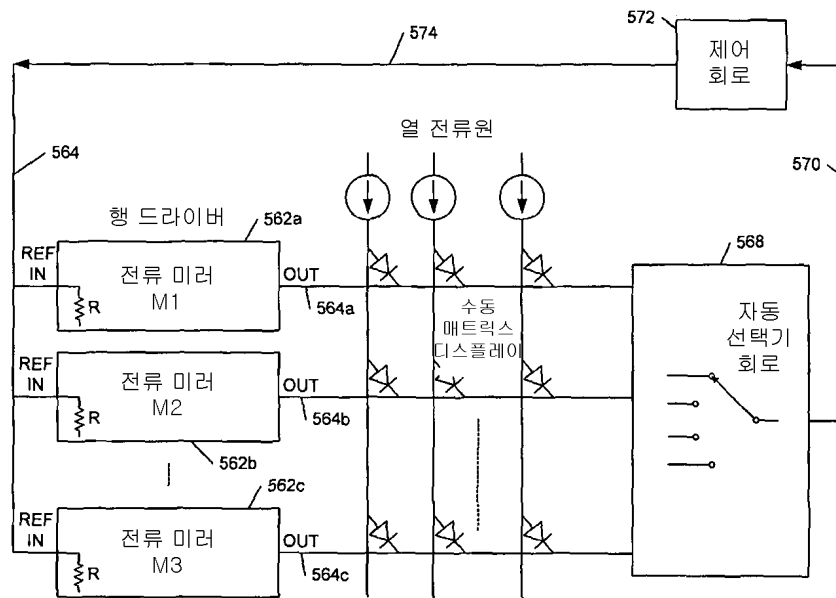 574
572
제어
회로
564
열 전류원
570
행 드라이버
562a
568
REF
IN
전류 미러
M1
R
OUT
564a
수동
매트릭스
디스플레이
자동
선택기
회로
REF
IN
전류 미러
M2
R
OUT
564b
562b
562c
REF
IN
전류 미러
M3
R
OUT
564c